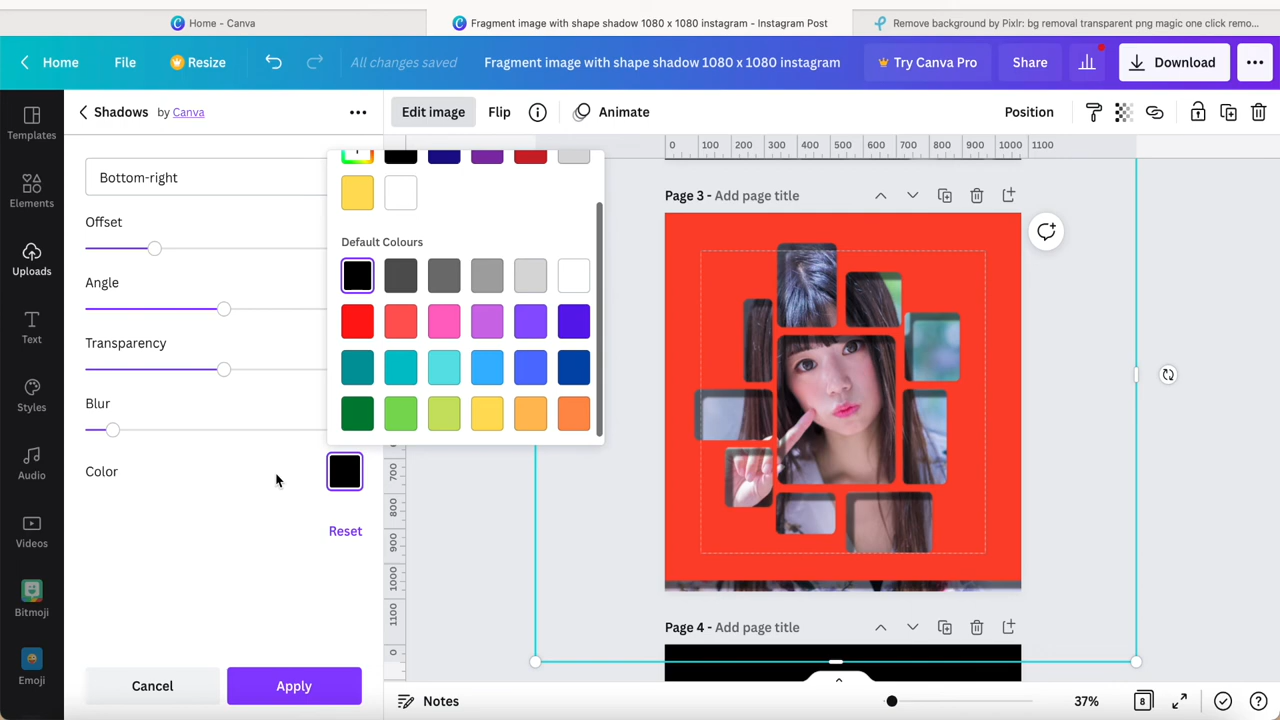 Home - Canva
Fragment image with shape shadow 1080 x 1080 instagram - Instagram Post
Remove background by Pixlr: bg removal transparent png magic one click remo...
Home
File
Resize
All changes saved
Fragment image with shape shadow 1080 x 1080 instagram
Try Canva Pro
Share
Download
Templates
Elements
Uploads
Text
Styles
Audio
Videos
Bitmoji
Emoji
Shadows by Canva
Bottom-right
Offset
Angle
Transparency
Blur
Color
Reset
Cancel
Apply
Default Colours
Edit image
Flip
Animate
Position
0 100 200 300 400 500 600 700 800 900 1000 1100
700
800
900
1000
1100
0
Page 3 - Add page title
Page 4 - Add page title
Notes
37%
8